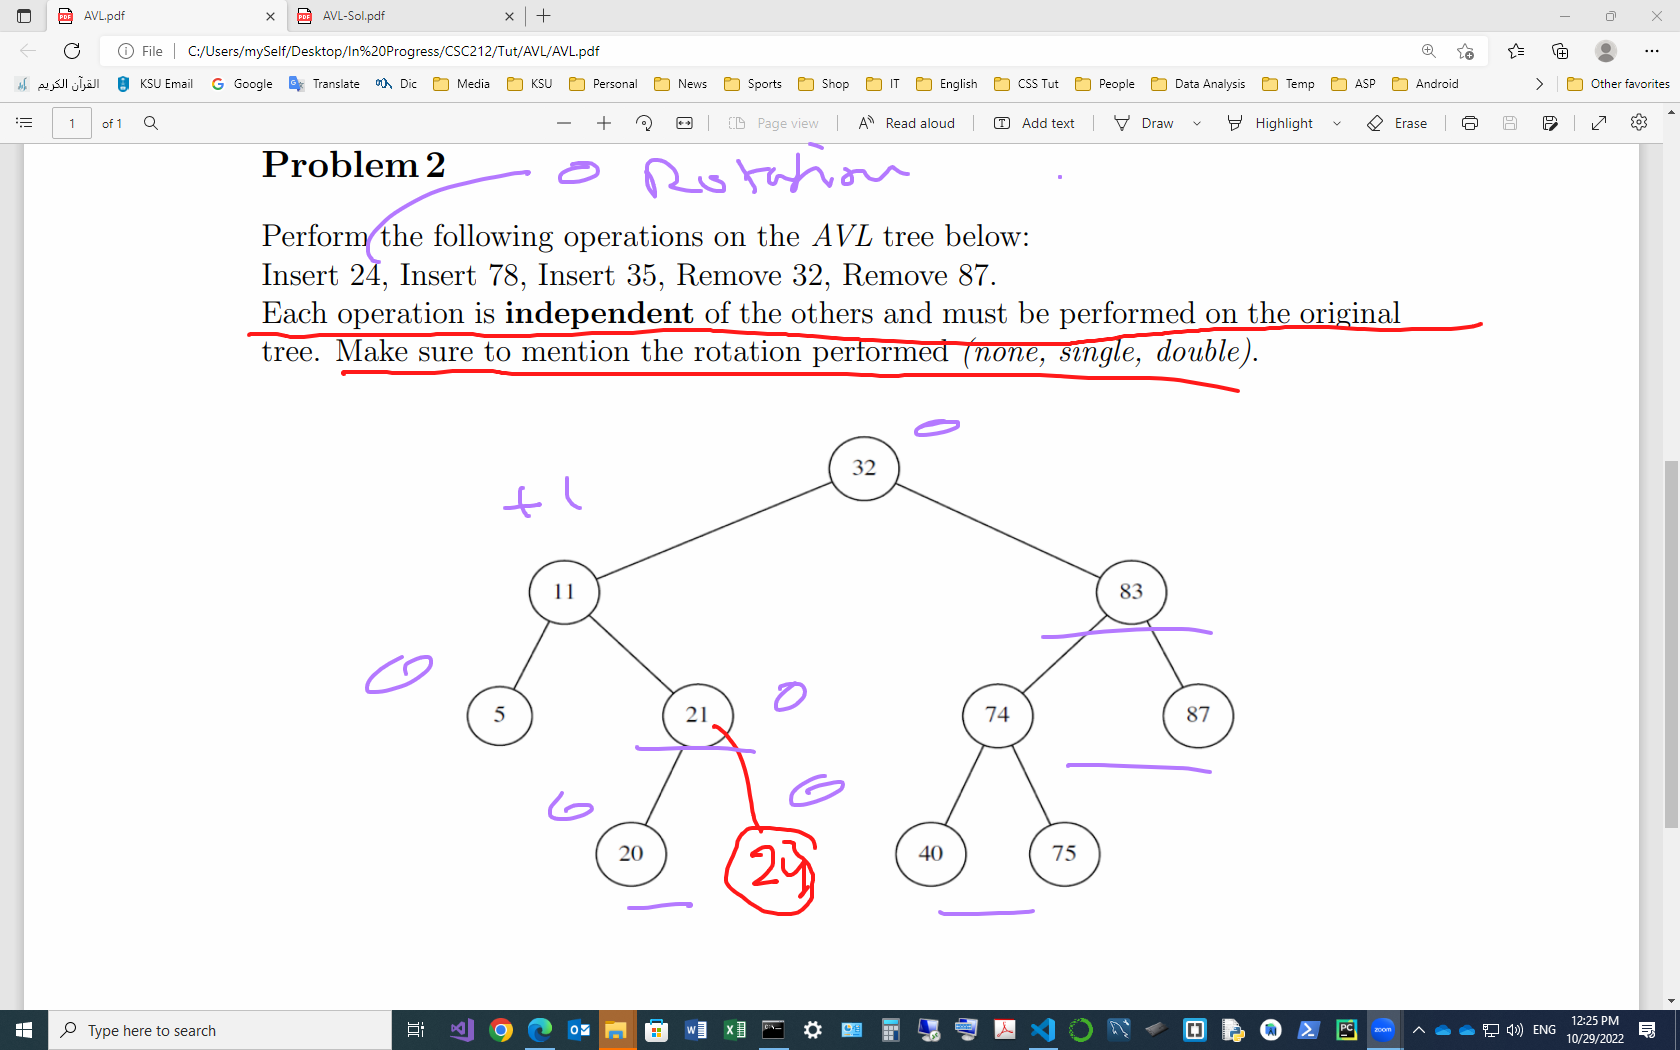 AVL.pdf
AVL-Sol.pdf
File C:/Users/mySelf/Desktop/In%20Progress/CSC212/Tut/AVL/AVL.pdf
القرآن الكريم KSU Email Google Translate Dic Media KSU Personal News Sports Shop IT English CSS Tut People Data Analysis Temp ASP Android Other favorites
1 of 1 Page view Read aloud Add text Draw Highlight Erase
Problem 2
0 Rotation
Perform the following operations on the AVL tree below:
Insert 24, Insert 78, Insert 35, Remove 32, Remove 87.
Each operation is independent of the others and must be performed on the original
tree. Make sure to mention the rotation performed (none, single, double).
0
32
+1
11 83
0 0
5 21 74 87
0 0
20 24 40 75
Type here to search
ENG
12:25 PM
10/29/2022
PC
zoom